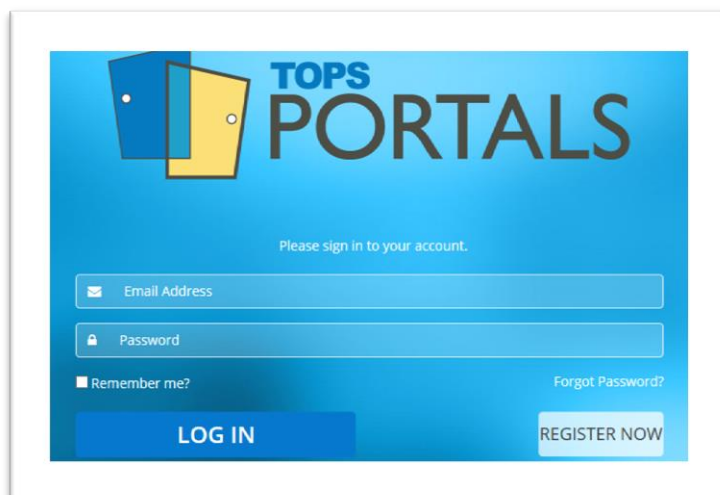 TOPS
PORTALS
Please sign in to your account.
Email Address
Password
Remember me? Forgot Password?
LOG IN REGISTER NOW